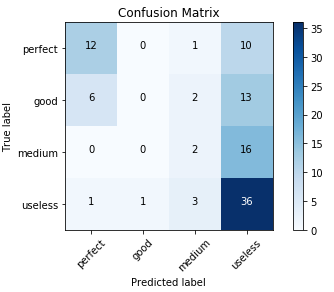 Confusion Matrix
perfect 12 0 1 10
good 6 0 2 13
medium 0 0 2 16
useless 1 1 3 36
perfect good medium useless
True label
Predicted label
35
30
25
20
15
10
5
0